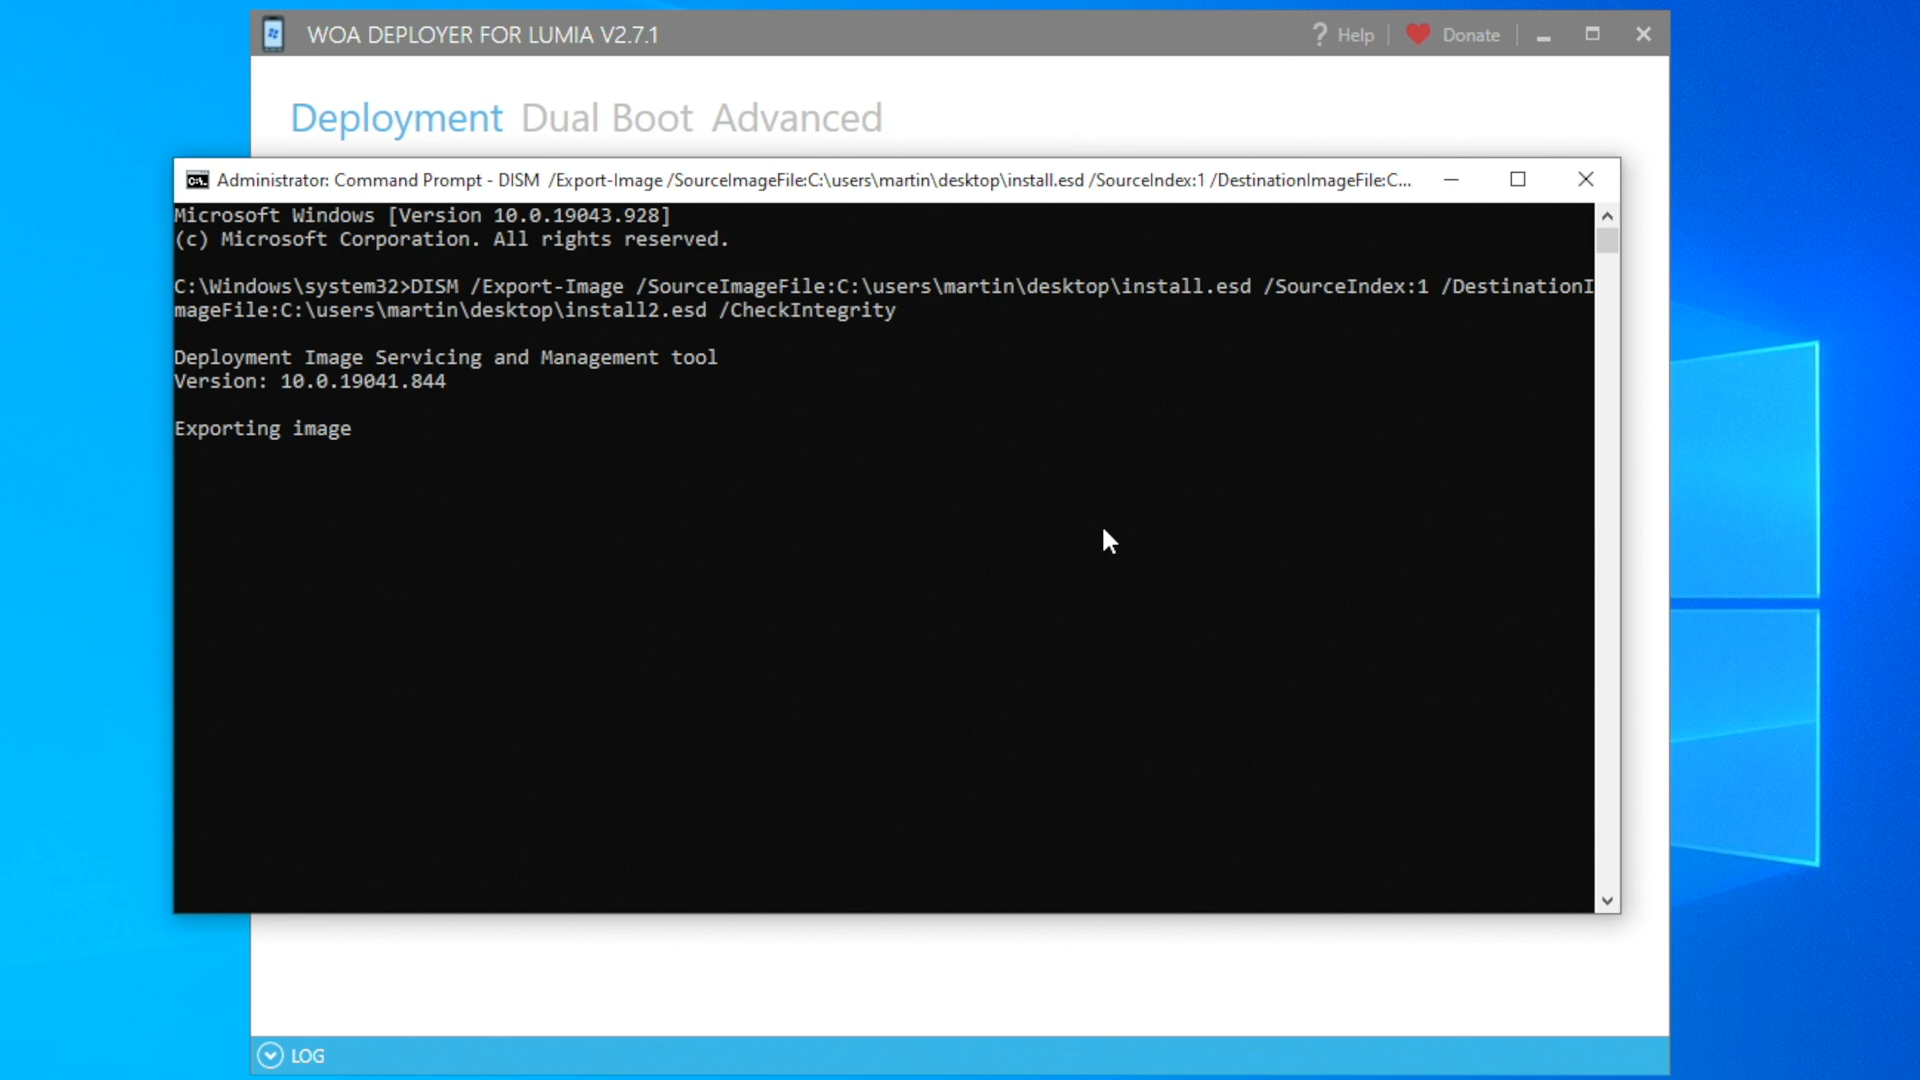 WOA DEPLOYER FOR LUMIA V2.7.1
Help
Donate
Deployment Dual Boot Advanced
Administrator: Command Prompt - DISM /Export-Image /SourceImageFile:C:\users\martin\desktop\install.esd /SourceIndex:1 /DestinationImageFile:C...
Microsoft Windows [Version 10.0.19043.928]
(c) Microsoft Corporation. All rights reserved.
C:\Windows\system32>DISM /Export-Image /SourceImageFile:C:\users\martin\desktop\install.esd /SourceIndex:1 /DestinationI
mageFile:C:\users\martin\desktop\install2.esd /CheckIntegrity
Deployment Image Servicing and Management tool
Version: 10.0.19041.844
Exporting image
LOG